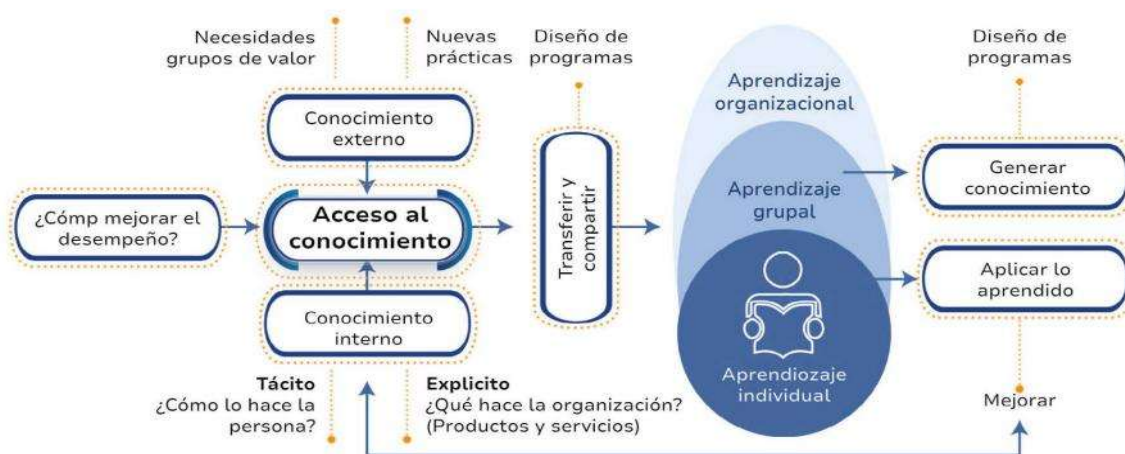 Necesidades
grupos de valor
Nuevas
prácticas
Diseño de
programas
Diseño de
programas
Conocimiento
externo
¿Cómp mejorar el
desempeño?
Acceso al
conocimiento
Conocimiento
interno
Tácito
¿Cómo lo hace la
persona?
Explicito
¿Qué hace la organización?
(Productos y servicios)
Transferir y
compartir
Aprendizaje
organizacional
Aprendizaje
grupal
Aprendiozaje
individual
Generar
conocimiento
Aplicar lo
aprendido
Mejorar